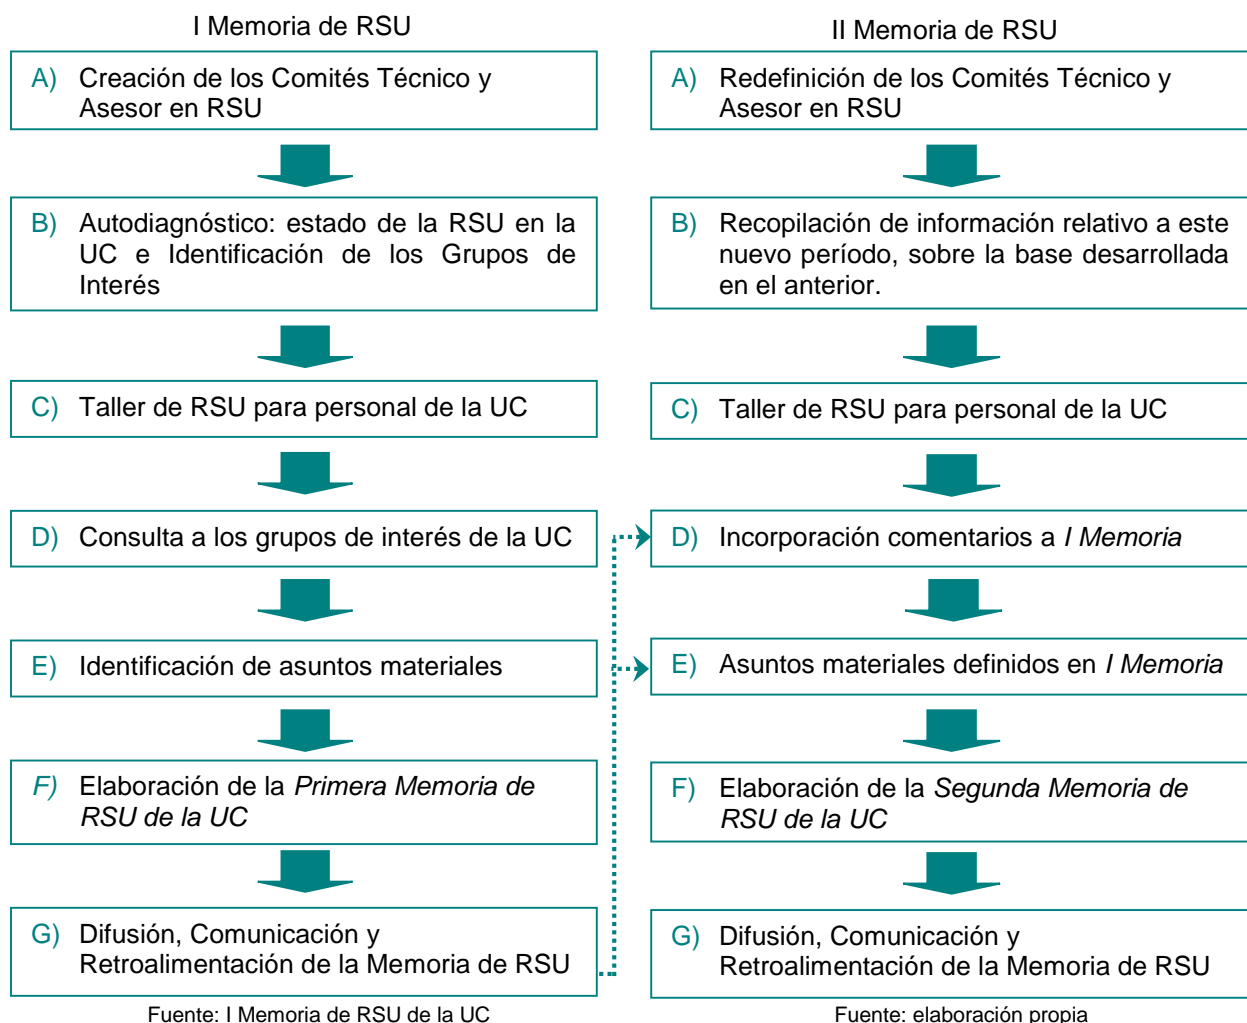 I Memoria de RSU
A) Creación de los Comités Técnico y
Asesor en RSU
B) Autodiagnóstico: estado de la RSU en la
UC e Identificación de los Grupos de
Interés
C) Taller de RSU para personal de la UC
D) Consulta a los grupos de interés de la UC
E) Identificación de asuntos materiales
F) Elaboración de la Primera Memoria de
RSU de la UC
G) Difusión, Comunicación y
Retroalimentación de la Memoria de RSU
Fuente: I Memoria de RSU de la UC
II Memoria de RSU
A) Redefinición de los Comités Técnico y
Asesor en RSU
B) Recopilación de información relativo a este
nuevo período, sobre la base desarrollada
en el anterior.
C) Taller de RSU para personal de la UC
D) Incorporación comentarios a I Memoria
E) Asuntos materiales definidos en I Memoria
F) Elaboración de la Segunda Memoria de
RSU de la UC
G) Difusión, Comunicación y
Retroalimentación de la Memoria de RSU
Fuente: elaboración propia